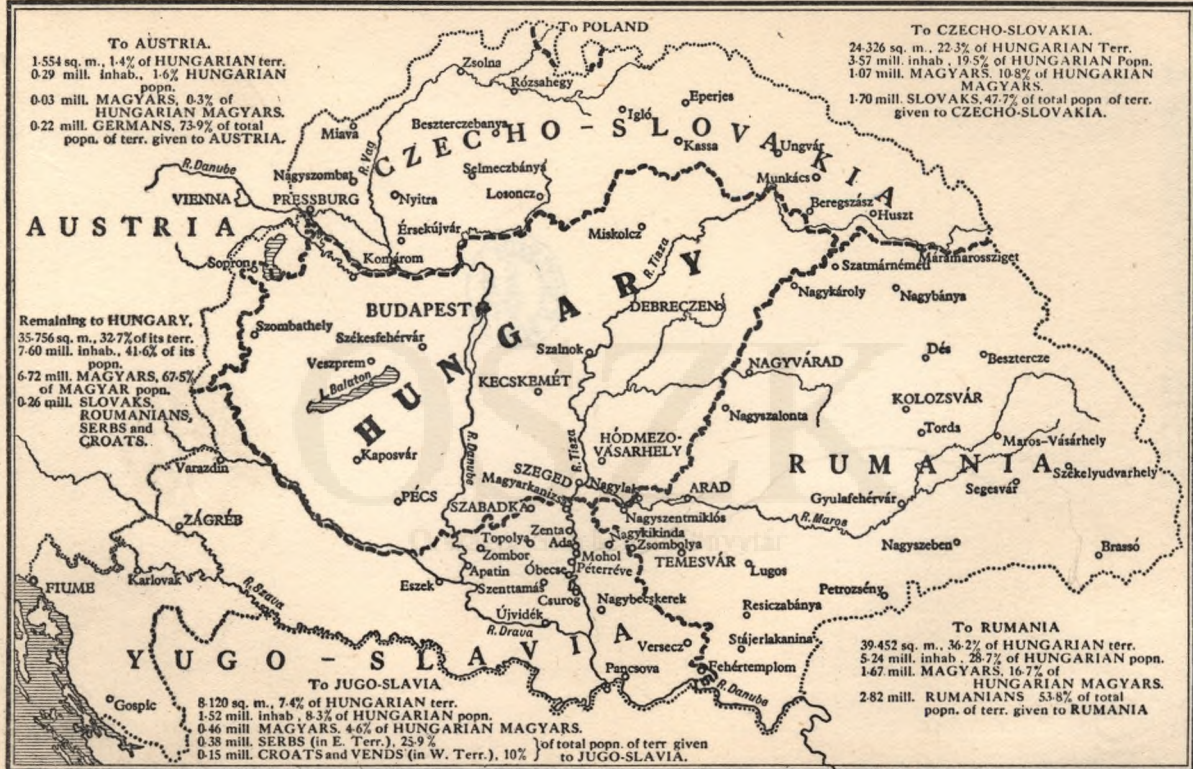 To POLAND
To AUSTRIA.
1·554 sq. m., 1·4% of HUNGARIAN terr.
0·29 mill. inhab., 1·6% HUNGARIAN
popn.
0·03 mill. MAGYARS, 0·3% of
HUNGARIAN MAGYARS.
0·22 mill. GERMANS, 73·9% of total
popn. of terr. given to AUSTRIA.
To CZECHO-SLOVAKIA.
24·326 sq. m., 22·3% of HUNGARIAN Terr.
3·57 mill. inhab, 19·5% of HUNGARIAN Popn.
1·07 mill. MAGYARS. 10·8% of HUNGARIAN
MAGYARS.
1·70 mill. SLOVAKS, 47·7% of total popn of terr.
given to CZECHO-SLOVAKIA.
Zsolna
Rózsahegy
Igló
Eperjes
Miava
Beszterczebanya
CZECHO-SLOVAKIA
Kassa
Ungvár
R. Vag
R. Danube
Nagyszombat
Selmeczbánya
Munkács
VIENNA
PRESSBURG
Nyitra
Losoncz
Beregszász
Huszt
AUSTRIA
Érsekújvár
Miskolcz
R. Tisza
Soprong
Komárom
Szatmárnémeti
Máramarossziget
HUNGARY
Nagykároly
Nagybánya
BUDAPEST
DEBRECZEN
Remaining to HUNGARY.
35·756 sq. m., 32·7% of its terr.
7·60 mill. inhab., 41·6% of its
popn.
6·72 mill. MAGYARS, 67·5%
of MAGYAR popn.
0·26 mill. SLOVAKS,
ROUMANIANS,
SERBS and
CROATS.
Szombathely
Székesfehérvár
Veszprem
L. Balaton
Szalnok
KECSKEMÉT
Dés
Besztercze
NAGYVÁRAD
KOLOZSVÁR
Nagyszalonta
Torda
Maros-Vásárhely
HÓDMEZO-
VÁSARHELY
R. Danube
R. Tisza
Kaposvár
Varazdin
RUMANIA
Székelyudvarhely
SZEGED
Magyarkanizsa
Nagylak
ARAD
Segesvár
PÉCS
SZABADKA
Gyulafehérvár
Nagyszentmiklós
R. Maros
ZÁGRÉB
Zenta
Topolya
Ada
Nagykikinda
Zsombolya
Nagyszeben
Brassó
Zombor
Mohol
TEMESVÁR
Apatin
Óbecse
Péterréve
Lugos
FIUME
Karlovak
R. Szava
Eszek
Szenttamás
Csurog
Nagybecskerek
Petrozsény
Resiczabánya
Újvidék
R. Drava
Versecz
Stájerlakanina
YUGO-SLAVIA
Pancsova
Fehértemplom
R. Danube
Gospic
To JUGO-SLAVIA
8·120 sq. m., 7·4% of HUNGARIAN terr.
1·52 mill. inhab, 8·3% of HUNGARIAN popn.
0·46 mill MAGYARS, 4·6% of HUNGARIAN MAGYARS.
0·38 mill. SERBS (in E. Terr.), 25·9%
0·15 mill. CROATS and VENDS (in W. Terr.), 10%
of total popn. of terr given
to JUGO-SLAVIA.
To RUMANIA
39·452 sq. m., 36·2% of HUNGARIAN terr.
5·24 mill. inhab, 28·7% of HUNGARIAN popn.
1·67 mill. MAGYARS, 16·7% of
HUNGARIAN MAGYARS.
2·82 mill. RUMANIANS 53·8% of total
popn. of terr. given to RUMANIA
OSZK